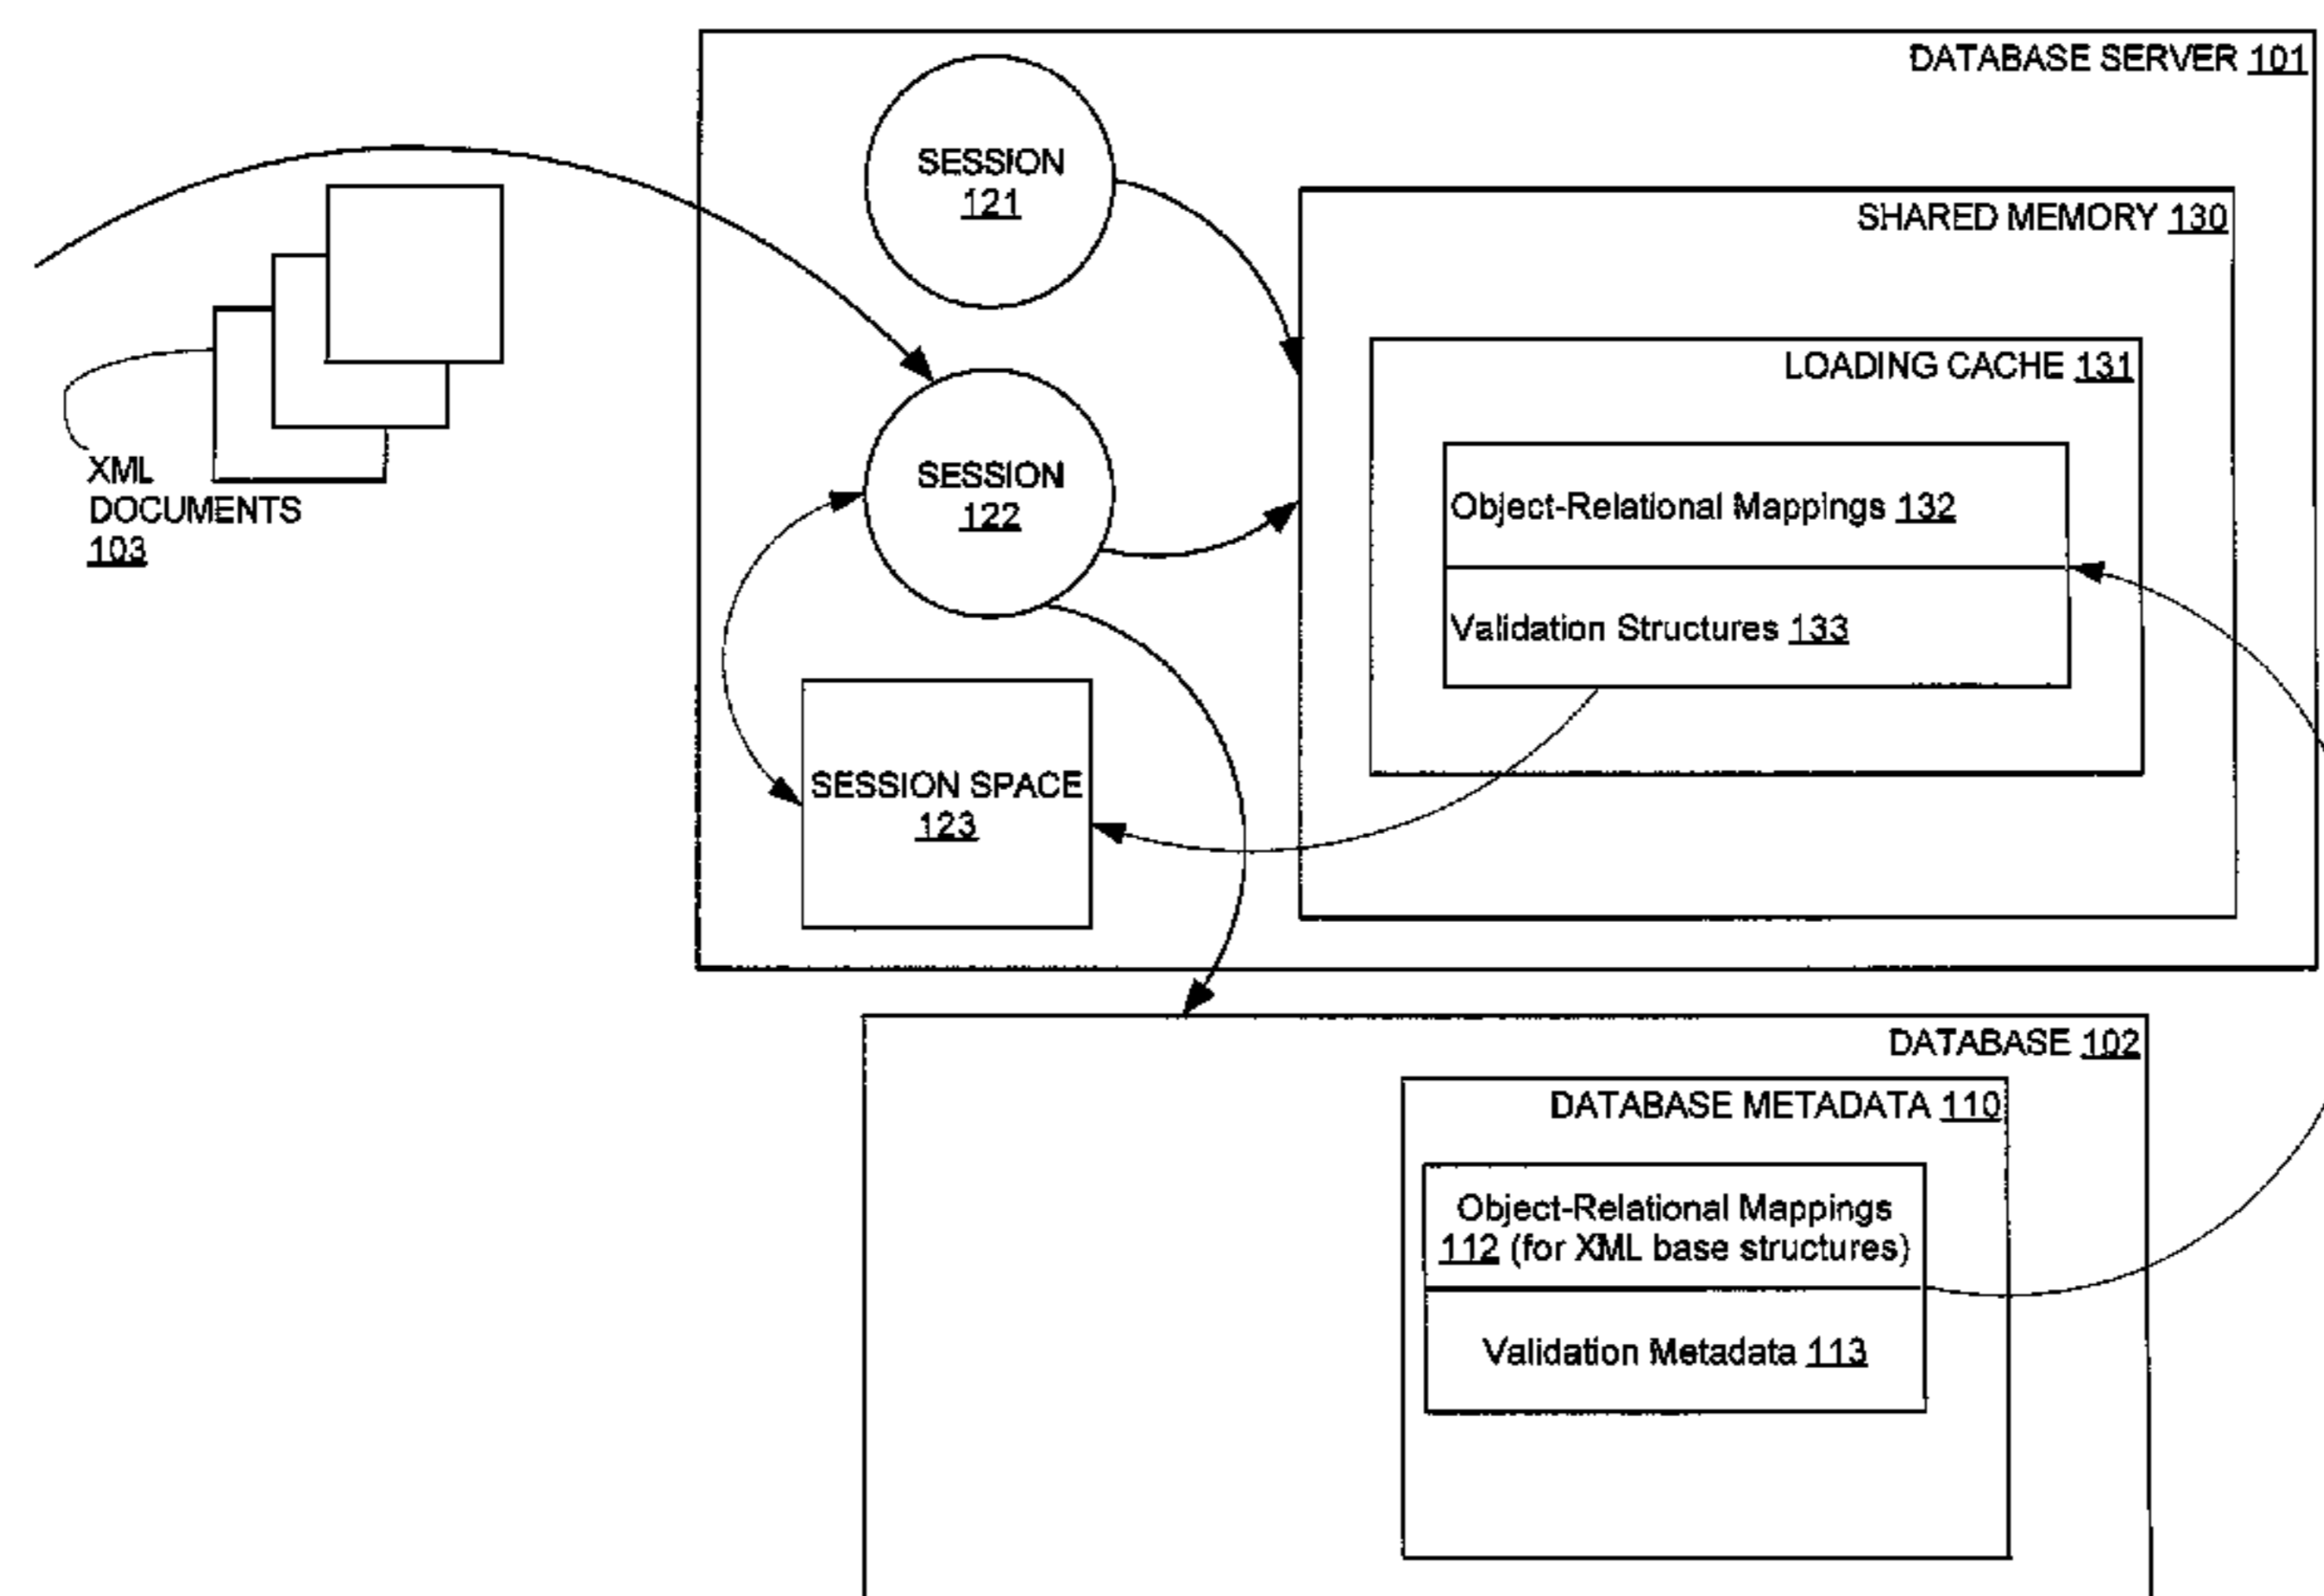 DATABASE SERVER 101
SESSION
121
SHARED MEMORY 130
LOADING CACHE 131
XML
DOCUMENTS
103
SESSION
122
Object-Relational Mappings 132
Validation Structures 133
SESSION SPACE
123
DATABASE 102
DATABASE METADATA 110
Object-Relational Mappings
112 (for XML base structures)
Validation Metadata 113